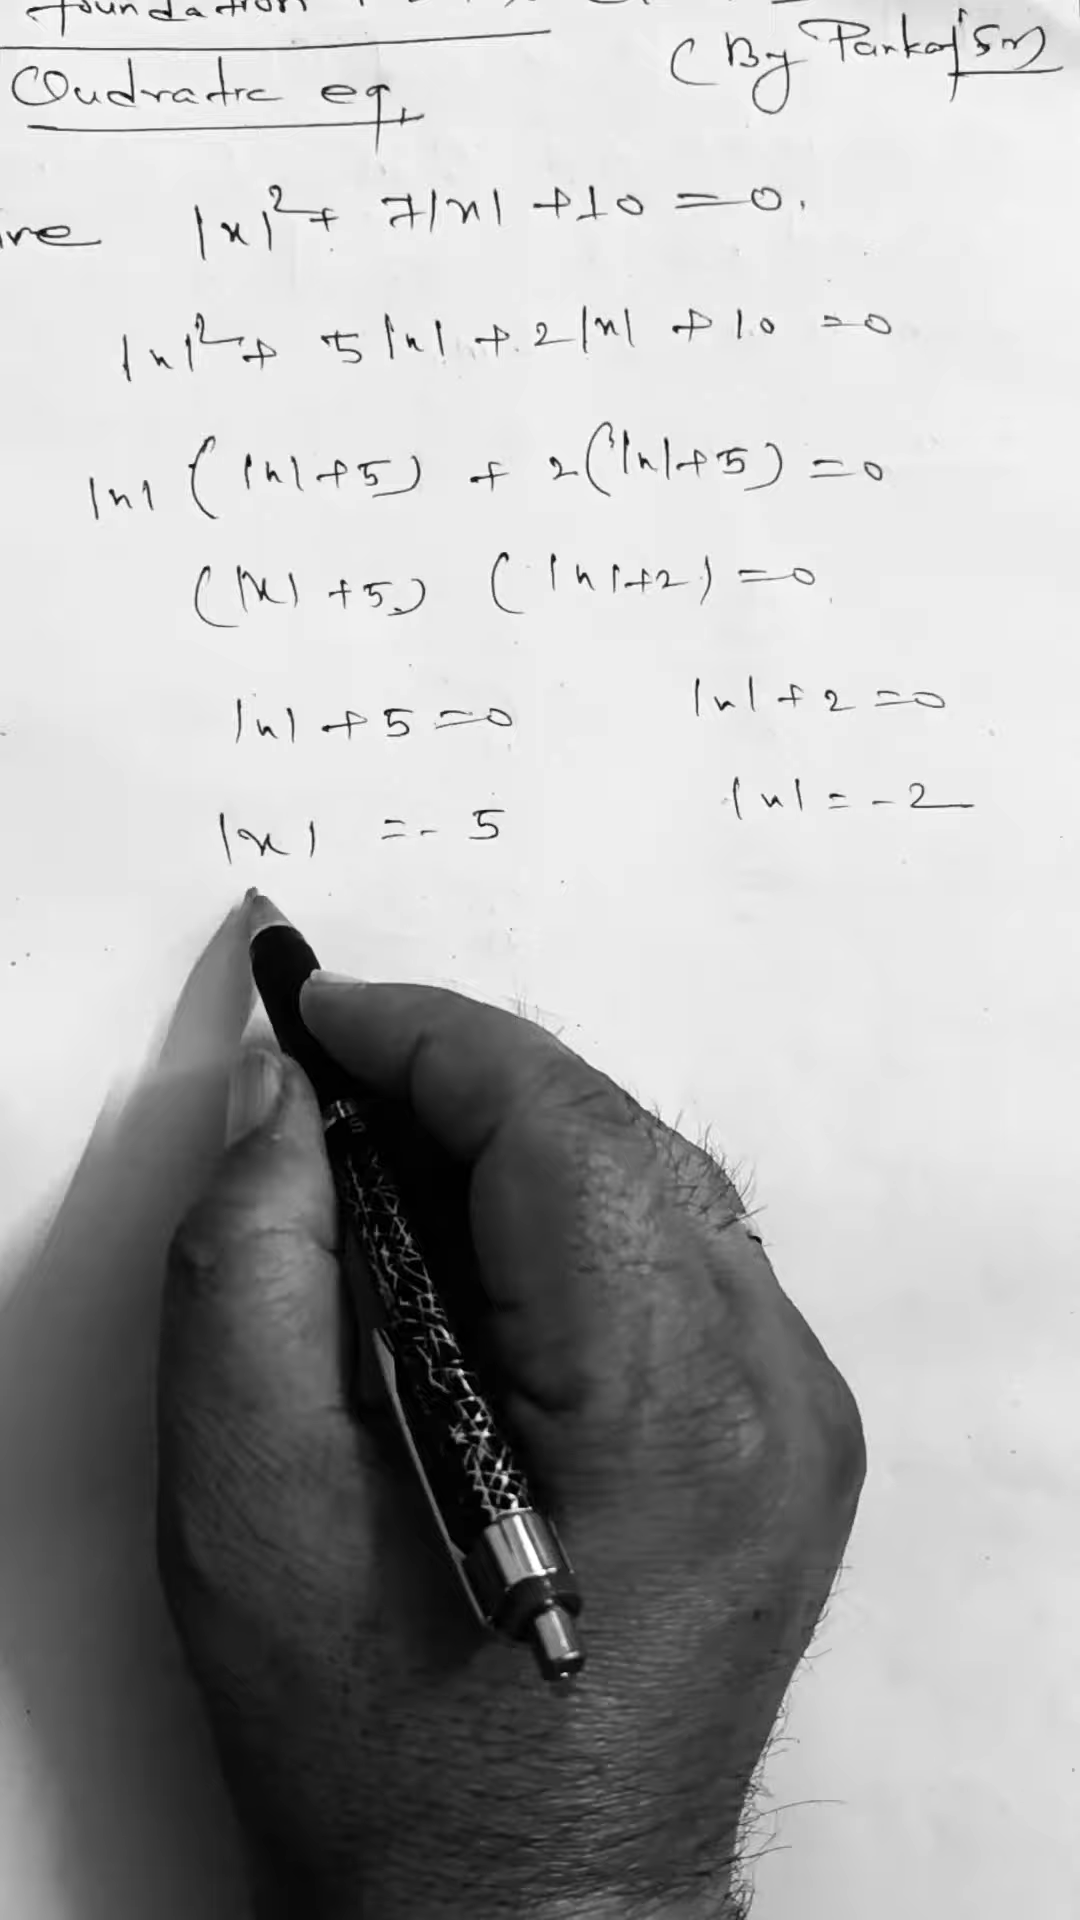 foundation
Qudratic eq.
(By Pankaj Sir)
|x|² + 7|x| + 10 = 0.
|x|² + 5|x| + 2|x| + 10 = 0
|x| (|x| + 5) + 2(|x| + 5) = 0
(|x| + 5) (|x| + 2) = 0
|x| + 5 = 0 |x| + 2 = 0
|x| = - 5 |x| = - 2